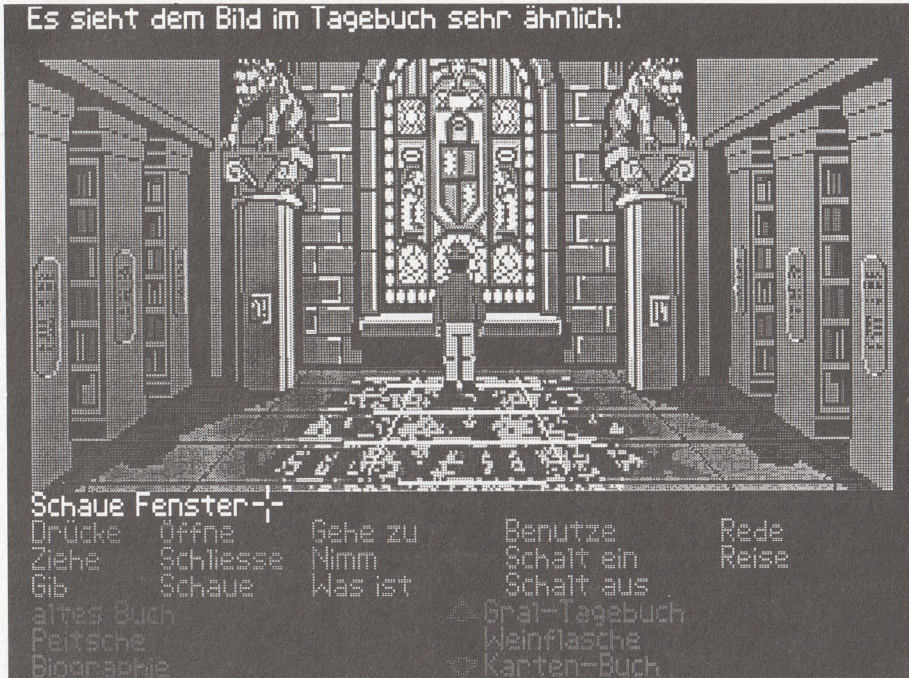 Es sieht dem Bild im Tagebuch sehr ähnlich!
Schaue Fenster
Drücke Öffne Gehe zu Benutze Rede
Ziehe Schliesse Nimm Schalt ein Reise
Gib Schaue Was ist Schalt aus
altes Buch Gral-Tagebuch
Peitsche Weinflasche
Biographie Karten-Buch